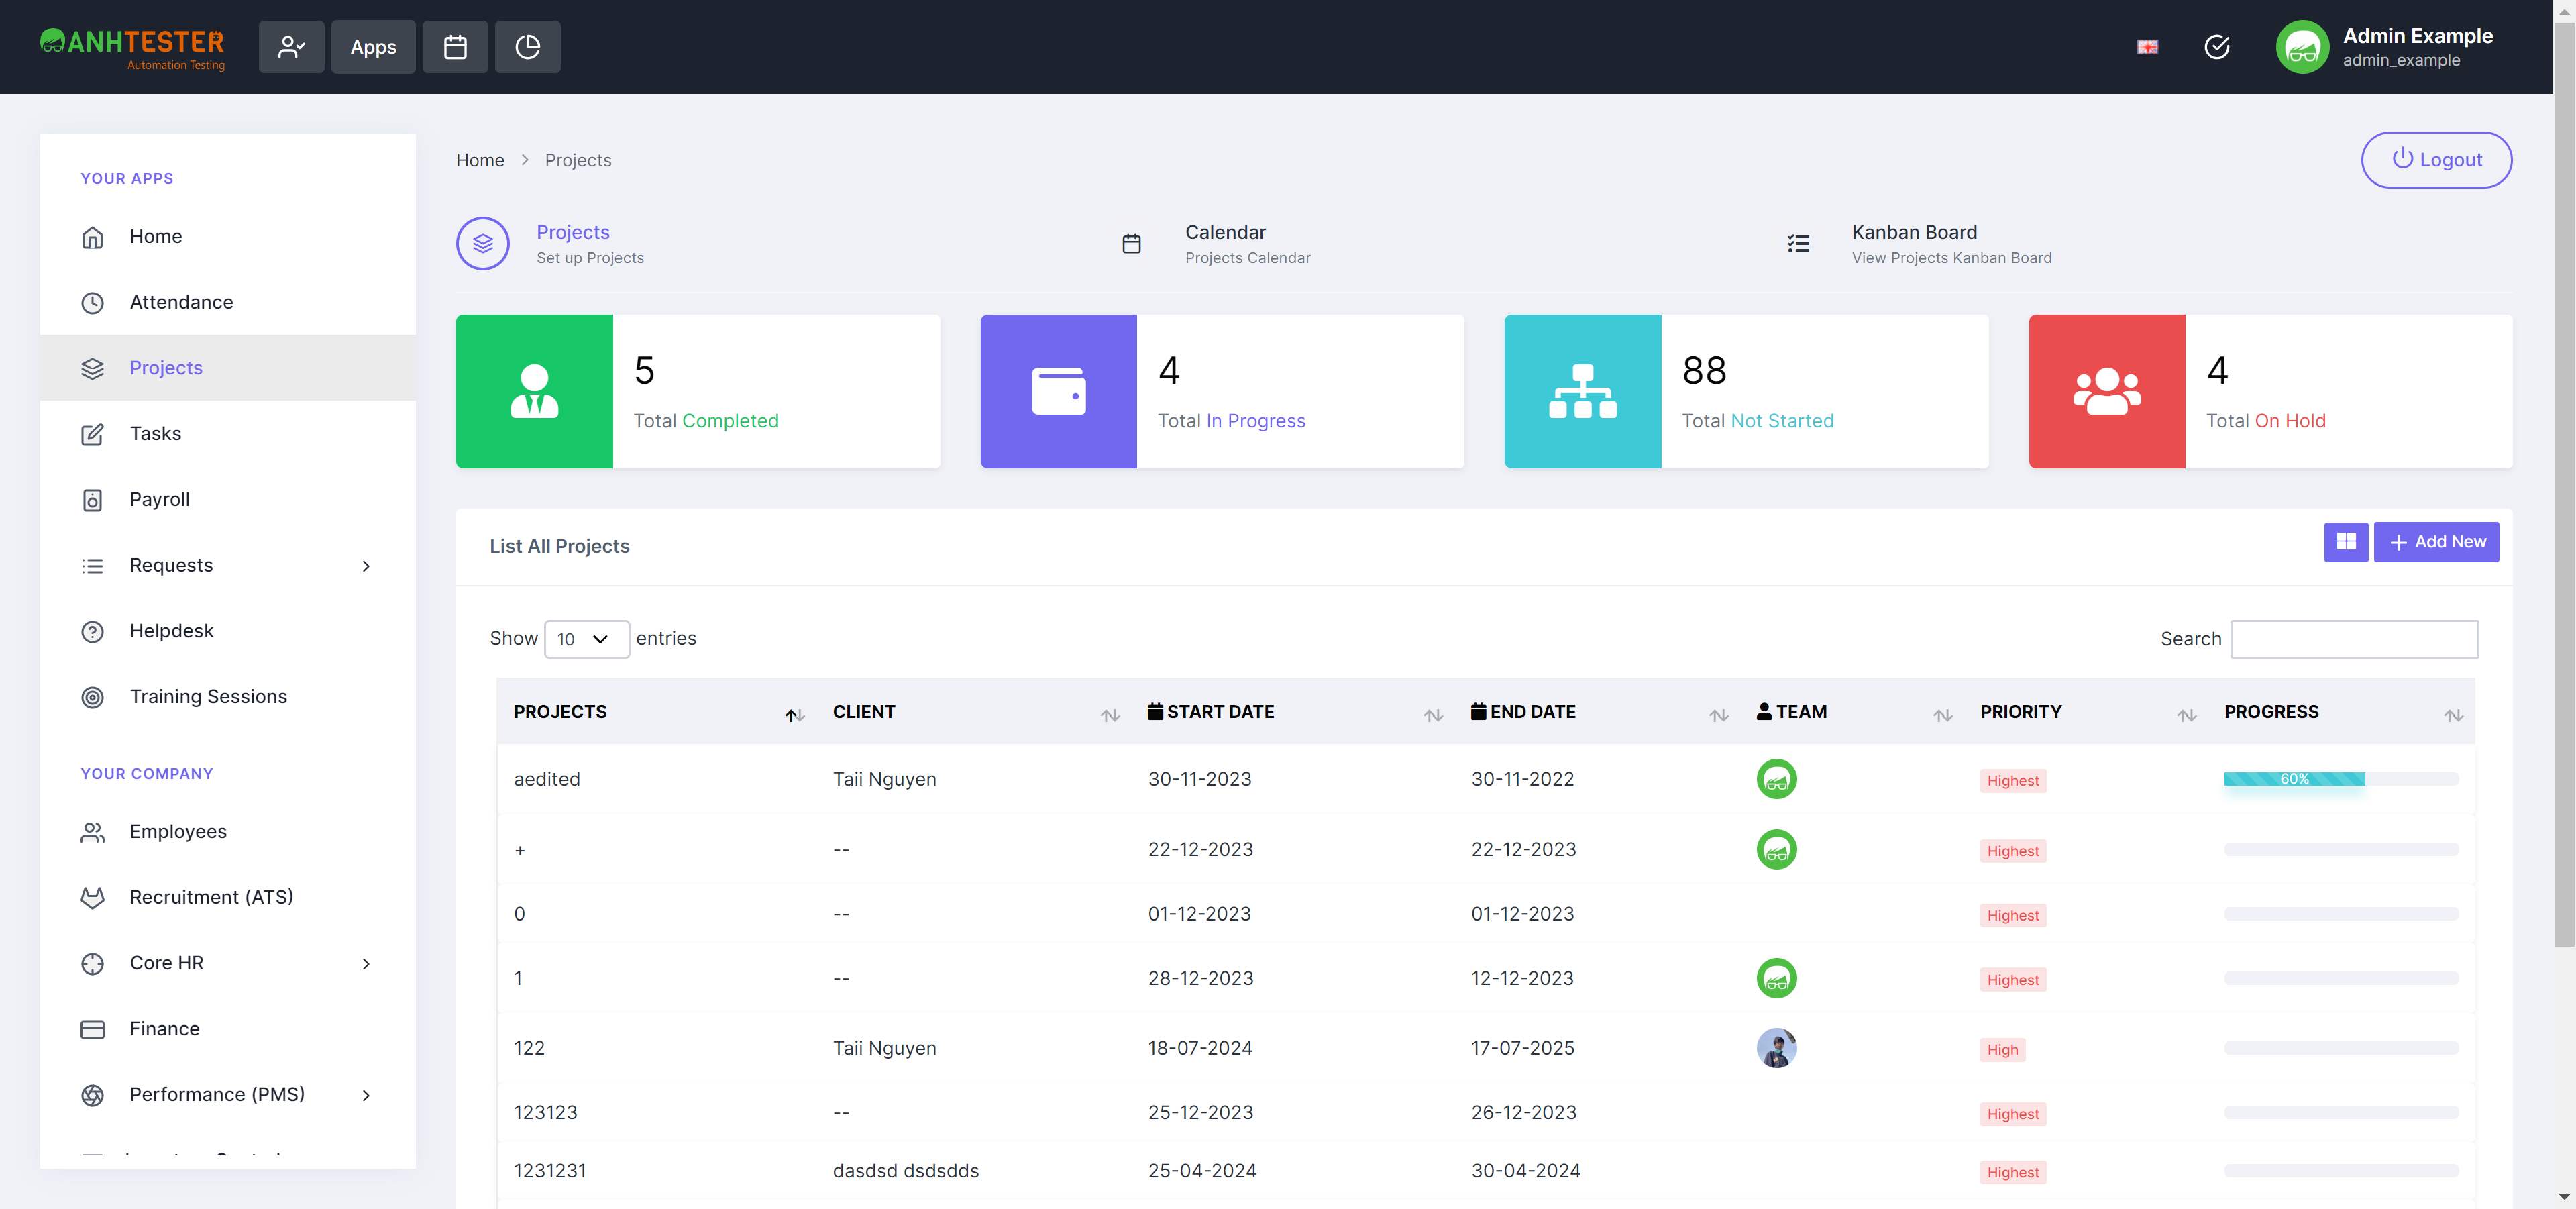 ANHTESTER
Automation Testing
Apps
Admin Example
admin_example
YOUR APPS
Home
Attendance
Projects
Tasks
Payroll
Requests
Helpdesk
Training Sessions
YOUR COMPANY
Employees
Recruitment (ATS)
Core HR
Finance
Performance (PMS)
Home > Projects
Logout
Projects
Set up Projects
Calendar
Projects Calendar
Kanban Board
View Projects Kanban Board
5
Total Completed
4
Total In Progress
88
Total Not Started
4
Total On Hold
List All Projects
Add New
Show 10 entries
Search
PROJECTS CLIENT START DATE END DATE TEAM PRIORITY PROGRESS
aedited Taii Nguyen 30-11-2023 30-11-2022 Highest 60%
+ -- 22-12-2023 22-12-2023 Highest
0 -- 01-12-2023 01-12-2023 Highest
1 -- 28-12-2023 12-12-2023 Highest
122 Taii Nguyen 18-07-2024 17-07-2025 High
123123 -- 25-12-2023 26-12-2023 Highest
1231231 dasdsd dsdsdds 25-04-2024 30-04-2024 Highest